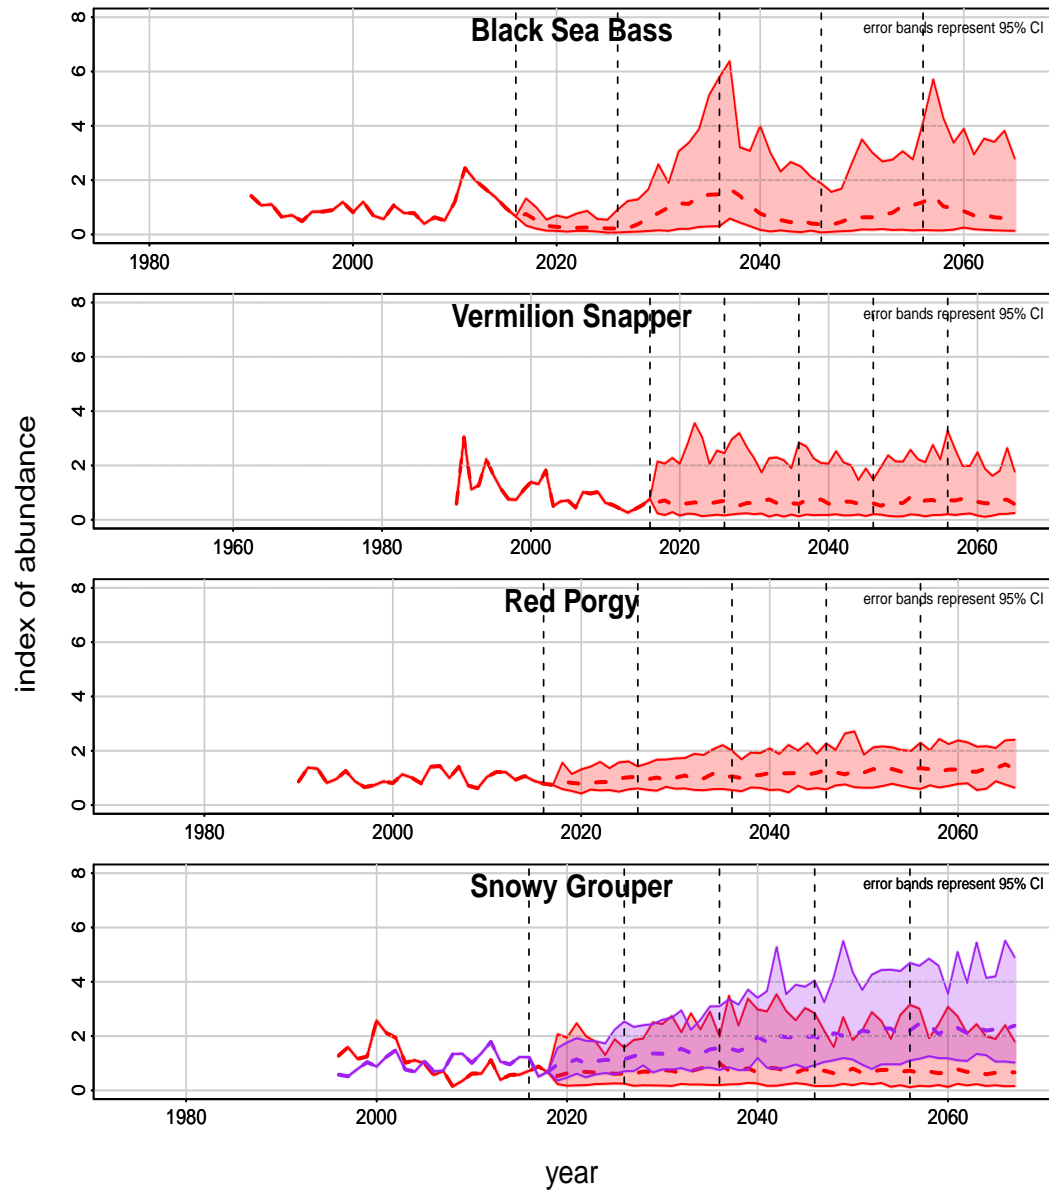 Black Sea Bass
error bands represent 95% CI
8
6
4
2
0
1980 2000 2020 2040 2060
Vermilion Snapper
error bands represent 95% CI
8
6
4
2
0
1960 1980 2000 2020 2040 2060
Red Porgy
error bands represent 95% CI
8
6
4
2
0
1980 2000 2020 2040 2060
Snowy Grouper
error bands represent 95% CI
8
6
4
2
0
1980 2000 2020 2040 2060
index of abundance
year